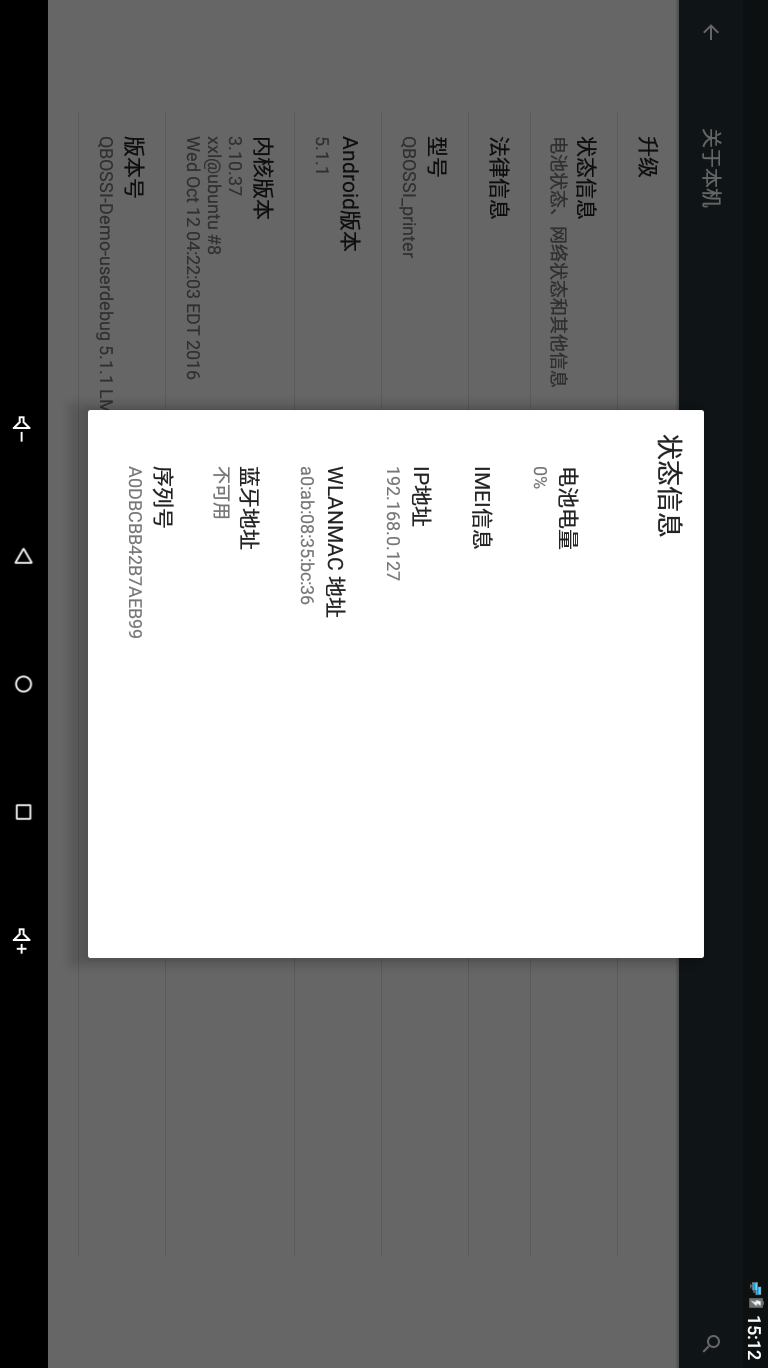 15:12
关于本机
升级
状态信息
电池状态、网络状态和其他信息
法律信息
型号
QBOSSI_printer
Android版本
5.1.1
内核版本
3.10.37
xxl@ubuntu #8
Wed Oct 12 04:22:03 EDT 2016
版本号
QBOSSI-Demo-userdebug 5.1.1 LM
状态信息
电池电量
0%
IMEI信息
IP地址
192.168.0.127
WLANMAC 地址
a0:ab:08:35:bc:36
蓝牙地址
不可用
序列号
A0DBCBB42B7AEB99